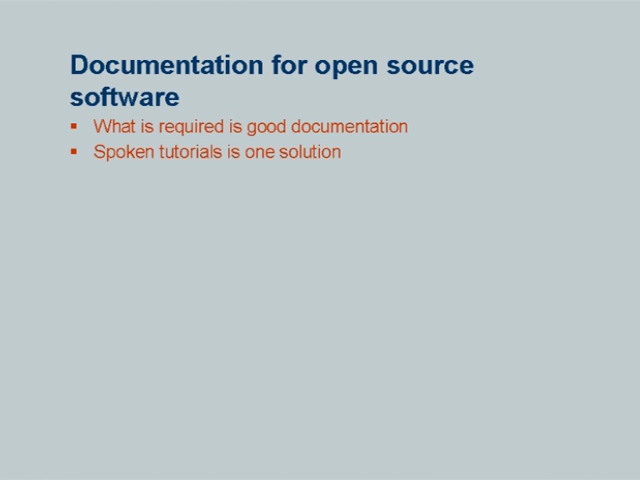 Documentation for open source
software
▪ What is required is good documentation
▪ Spoken tutorials is one solution